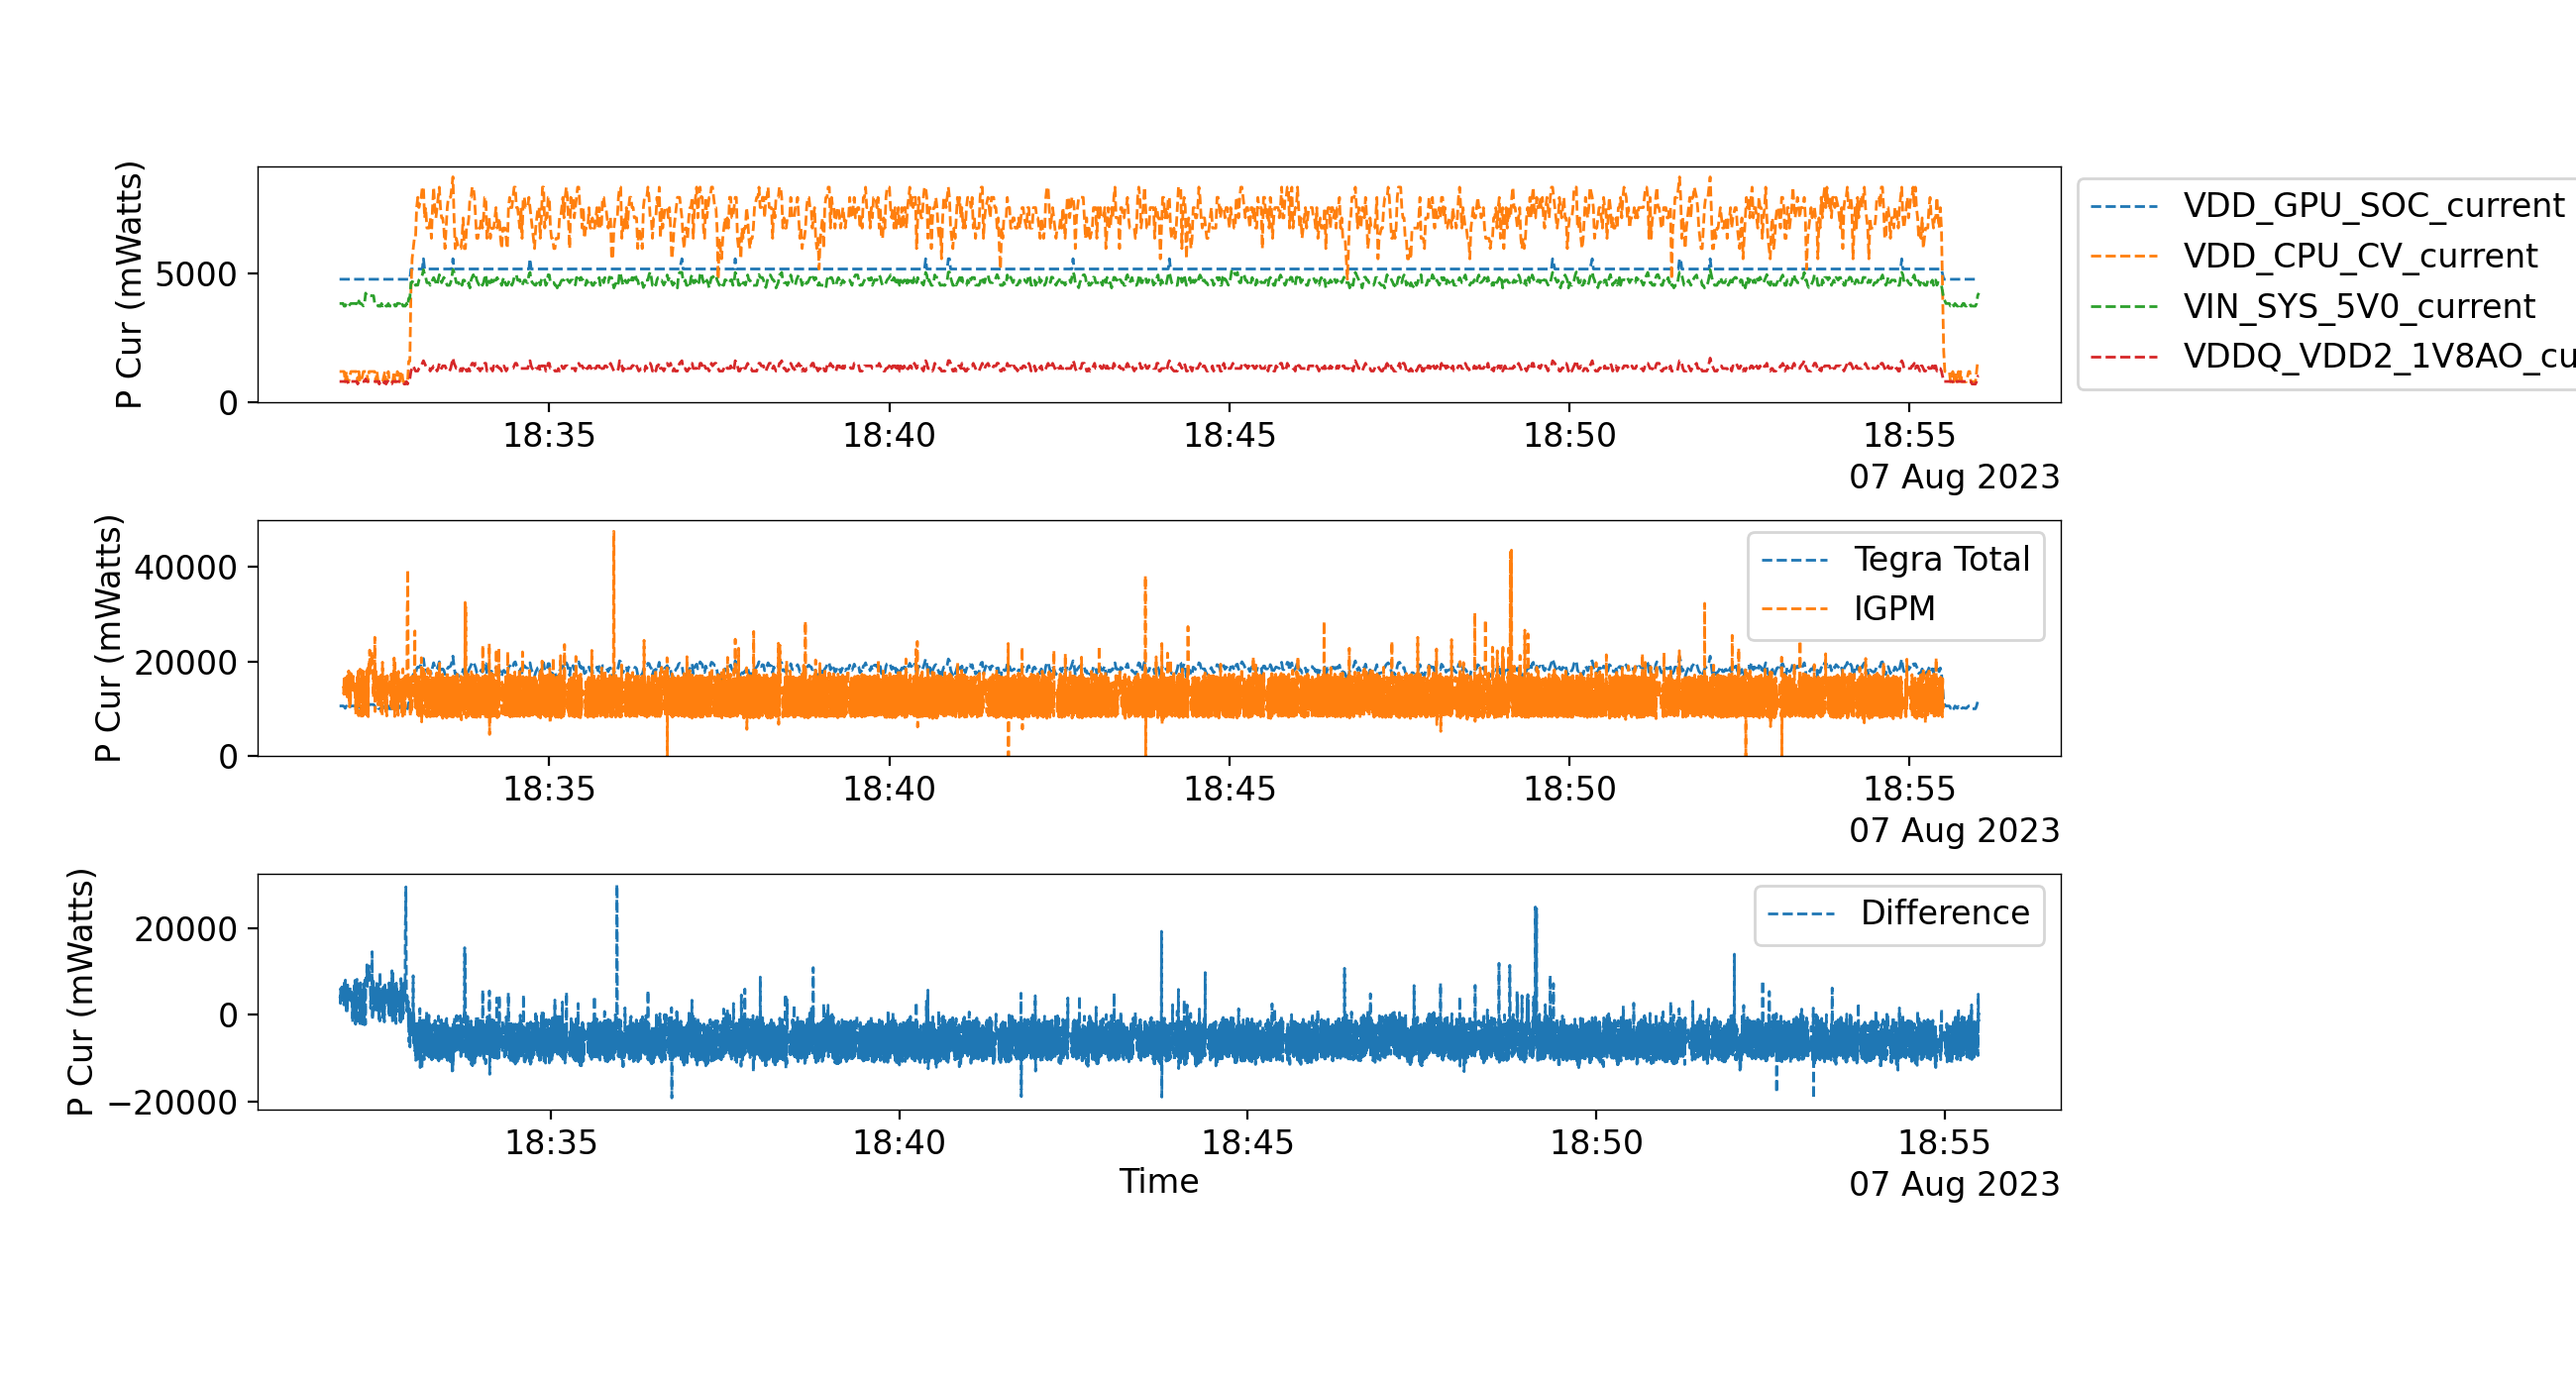 P Cur (mWatts)
5000
0
18:35 18:40 18:45 18:50 18:55
07 Aug 2023
VDD_GPU_SOC_current
VDD_CPU_CV_current
VIN_SYS_5V0_current
VDDQ_VDD2_1V8AO_cu
P Cur (mWatts)
40000
20000
0
Tegra Total
IGPM
18:35 18:40 18:45 18:50 18:55
07 Aug 2023
P Cur (mWatts)
20000
0
−20000
Difference
18:35 18:40 18:45 18:50 18:55
Time
07 Aug 2023